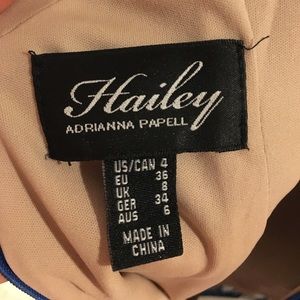 Hailey
ADRIANNA PAPELL
US/CAN 4
EU 36
UK 8
GER 34
AUS 6
MADE IN
CHINA